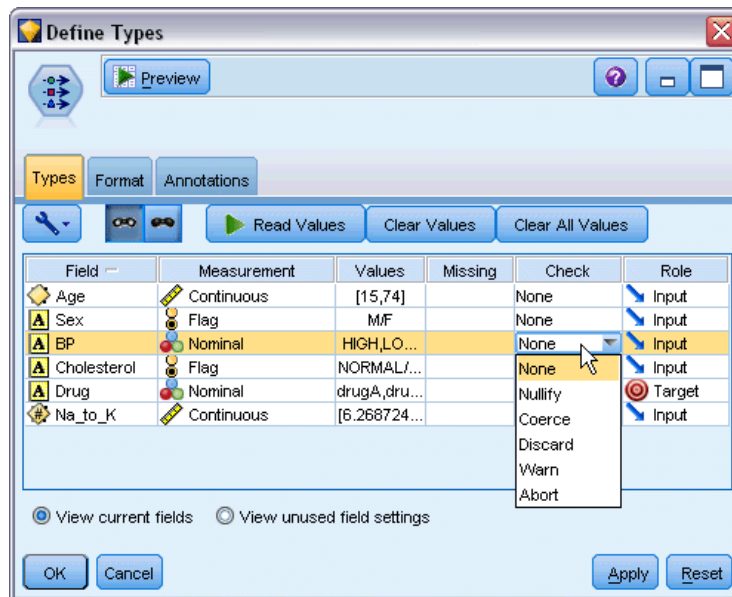 Define Types
Preview
Types Format Annotations
Read Values Clear Values Clear All Values
Field Measurement Values Missing Check Role
Age Continuous [15,74] None Input
A Sex Flag M/F None Input
A BP Nominal HIGH,LO... None Input
A Cholesterol Flag NORMAL/... None Input
A Drug Nominal drugA,dru... Nullify Target
# Na_to_K Continuous [6.268724... Coerce Input
Discard
Warn
Abort
View current fields View unused field settings
OK Cancel Apply Reset